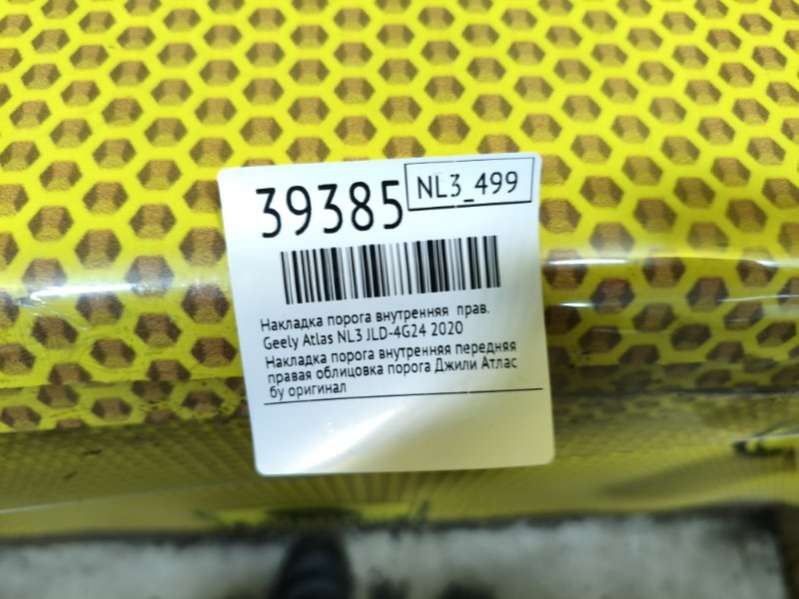 39385
NL3_499
Накладка порога внутренняя прав.
Geely Atlas NL3 JLD-4G24 2020
Накладка порога внутренняя передняя
правая облицовка порога Джили Атлас
бу оригинал